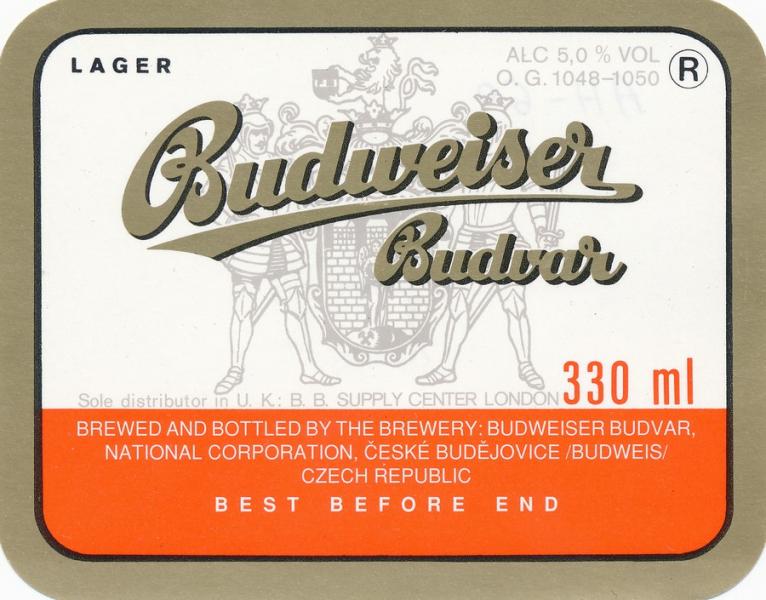 LAGER
ALC 5,0 % VOL
O. G. 1048–1050
R
Budweiser
Budvar
330 ml
Sole distributor in U. K.: B. B. SUPPLY CENTER LONDON
BREWED AND BOTTLED BY THE BREWERY: BUDWEISER BUDVAR,
NATIONAL CORPORATION, ČESKÉ BUDĚJOVICE /BUDWEIS/
CZECH REPUBLIC
BEST BEFORE END